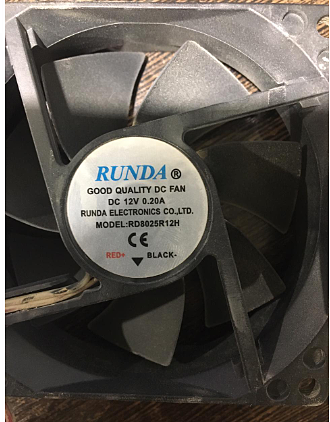 RUNDA ®
GOOD QUALITY DC FAN
DC 12V 0.20A
RUNDA ELECTRONICS CO.,LTD.
MODEL:RD8025R12H
CE
RED+ BLACK-